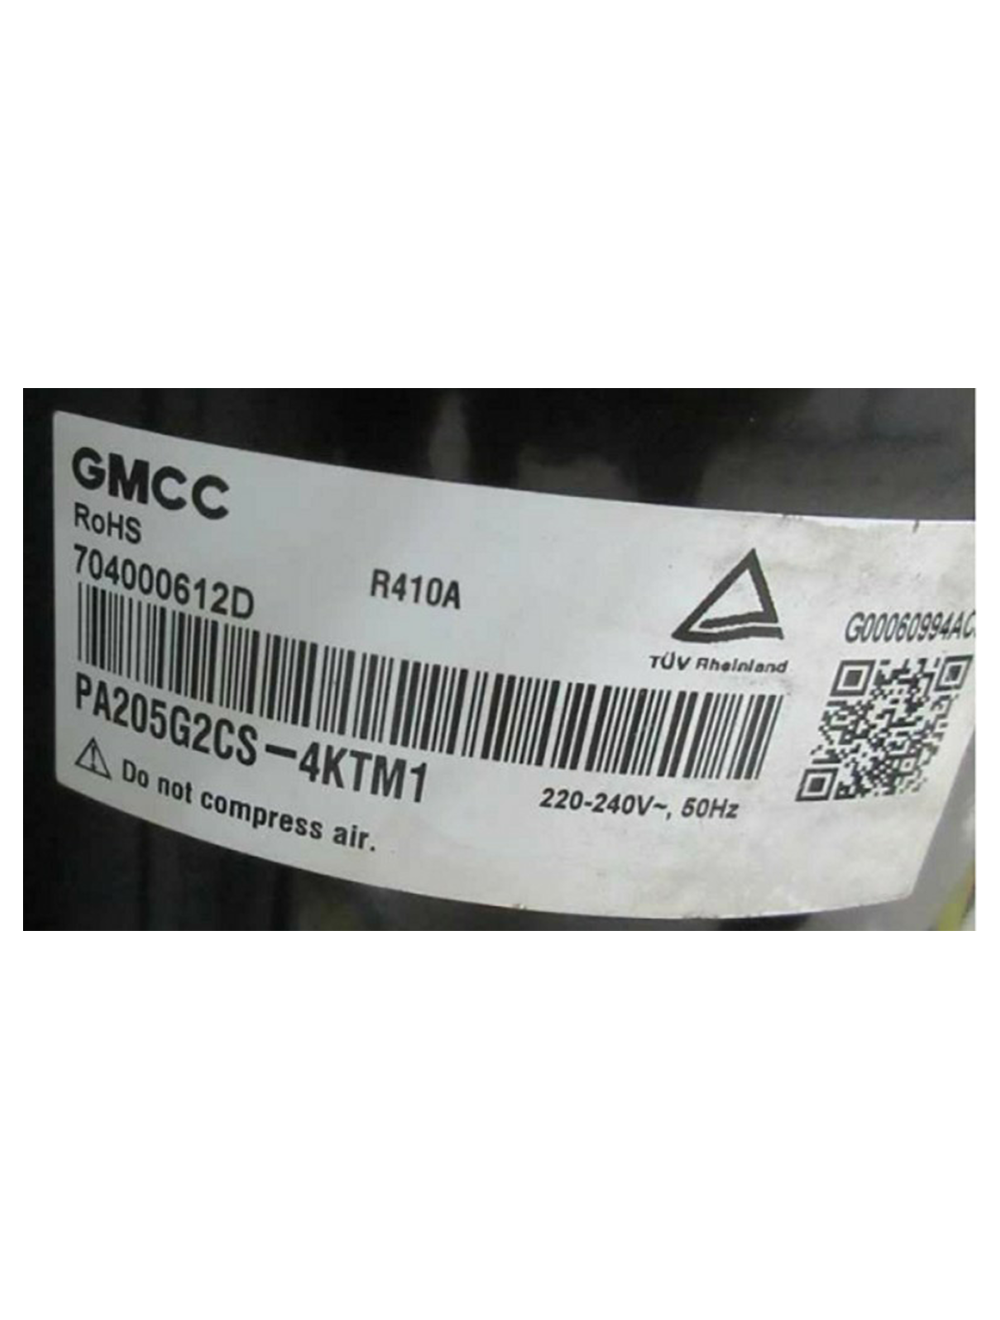 GMCC
RoHS
704000612D
R410A
TÜV Rheinland
G00060994AC
PA205G2CS-4KTM1
220-240V~, 50Hz
Do not compress air.